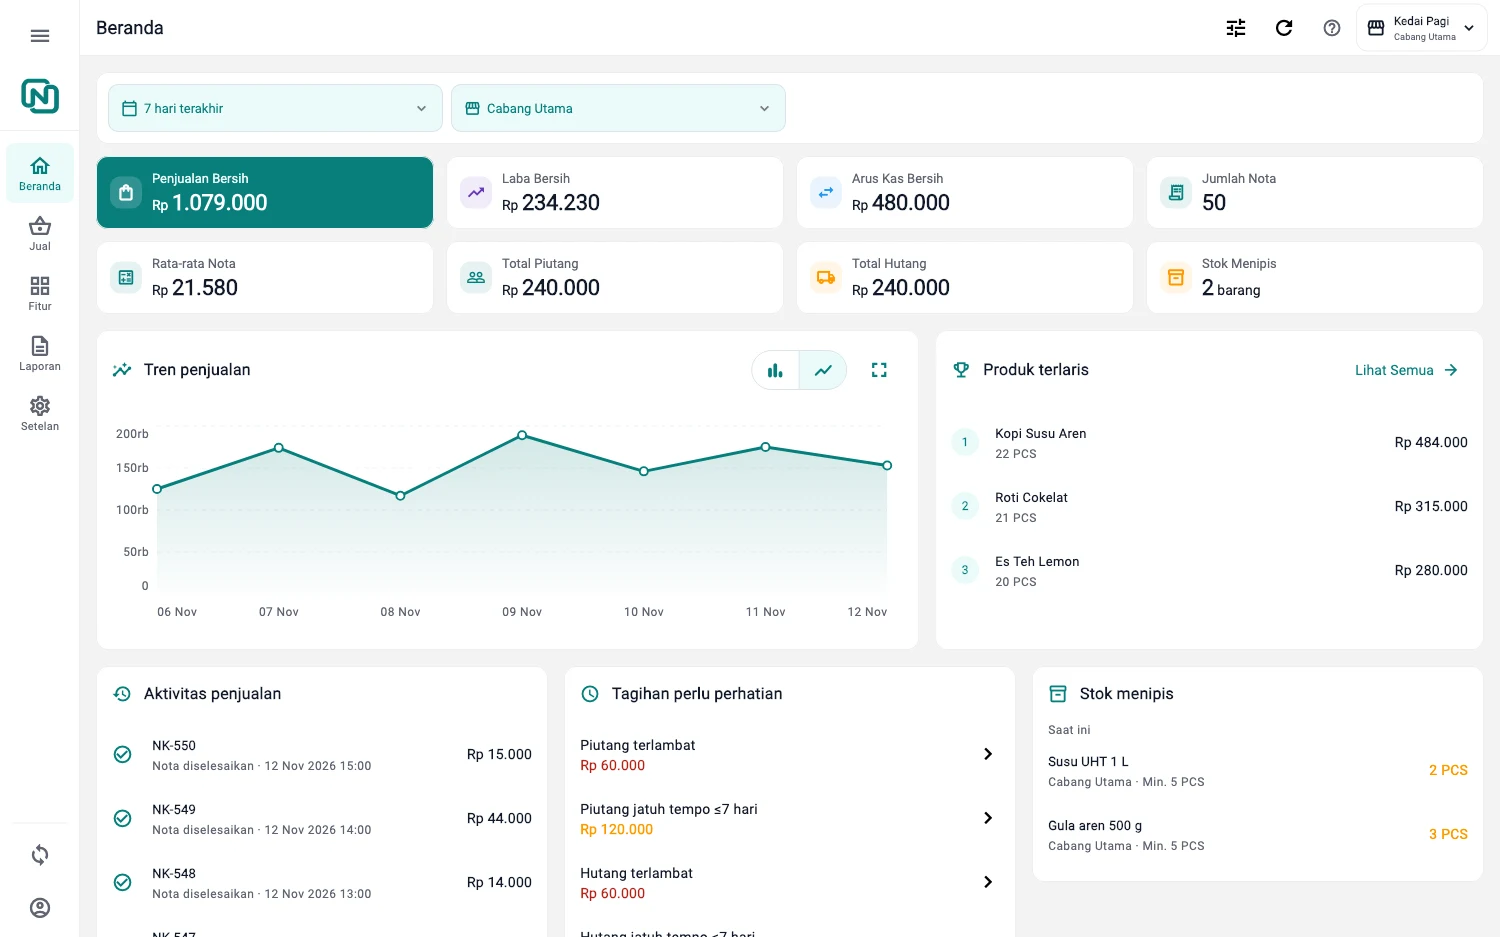 Beranda
Kedai Pagi
Cabang Utama
7 hari terakhir
Cabang Utama
Beranda
Jual
Fitur
Laporan
Setelan
Penjualan Bersih
Rp 1.079.000
Laba Bersih
Rp 234.230
Arus Kas Bersih
Rp 480.000
Jumlah Nota
50
Rata-rata Nota
Rp 21.580
Total Piutang
Rp 240.000
Total Hutang
Rp 240.000
Stok Menipis
2 barang
Tren penjualan
200rb
150rb
100rb
50rb
0
06 Nov
07 Nov
08 Nov
09 Nov
10 Nov
11 Nov
12 Nov
Produk terlaris
Lihat Semua
1
Kopi Susu Aren
22 PCS
Rp 484.000
2
Roti Cokelat
21 PCS
Rp 315.000
3
Es Teh Lemon
20 PCS
Rp 280.000
Aktivitas penjualan
NK-550
Nota diselesaikan · 12 Nov 2026 15:00
Rp 15.000
NK-549
Nota diselesaikan · 12 Nov 2026 14:00
Rp 44.000
NK-548
Nota diselesaikan · 12 Nov 2026 13:00
Rp 14.000
NK-547
Tagihan perlu perhatian
Piutang terlambat
Rp 60.000
Piutang jatuh tempo ≤7 hari
Rp 120.000
Hutang terlambat
Rp 60.000
Hutang jatuh tempo ≤7 hari
Stok menipis
Saat ini
Susu UHT 1 L
Cabang Utama · Min. 5 PCS
2 PCS
Gula aren 500 g
Cabang Utama · Min. 5 PCS
3 PCS